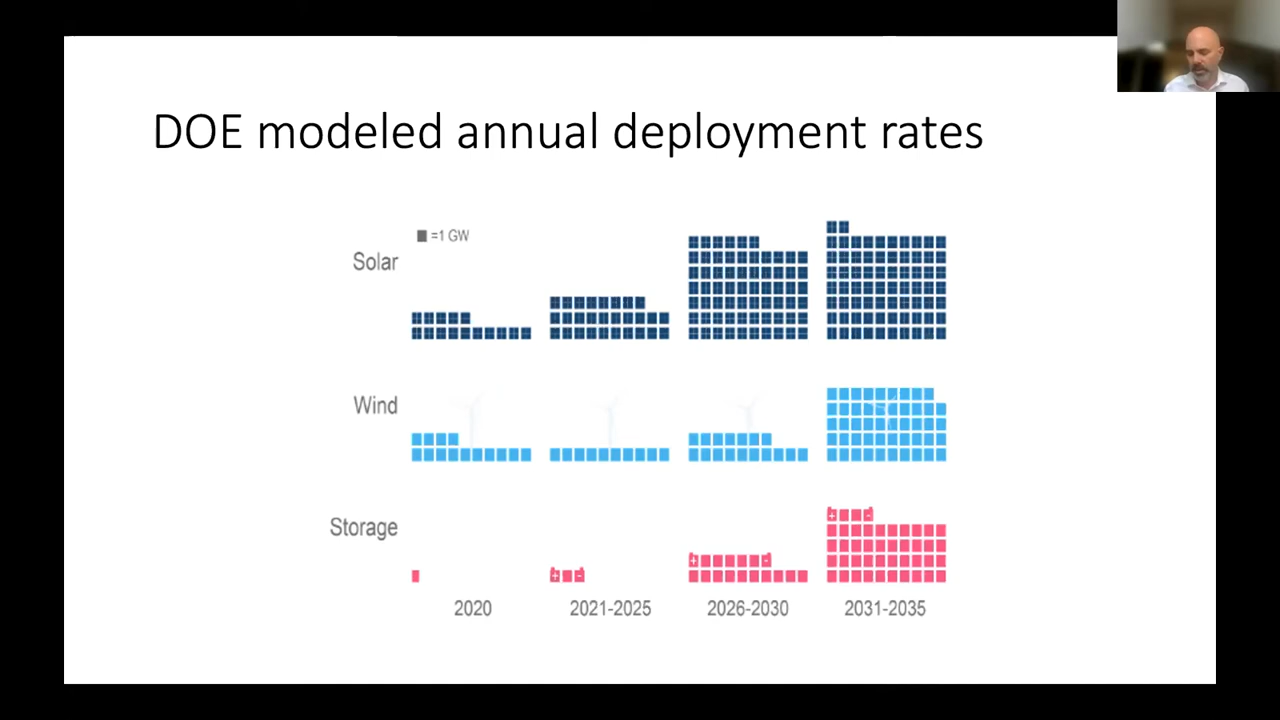 DOE modeled annual deployment rates
=1 GW
Solar
Wind
Storage
2020 2021-2025 2026-2030 2031-2035